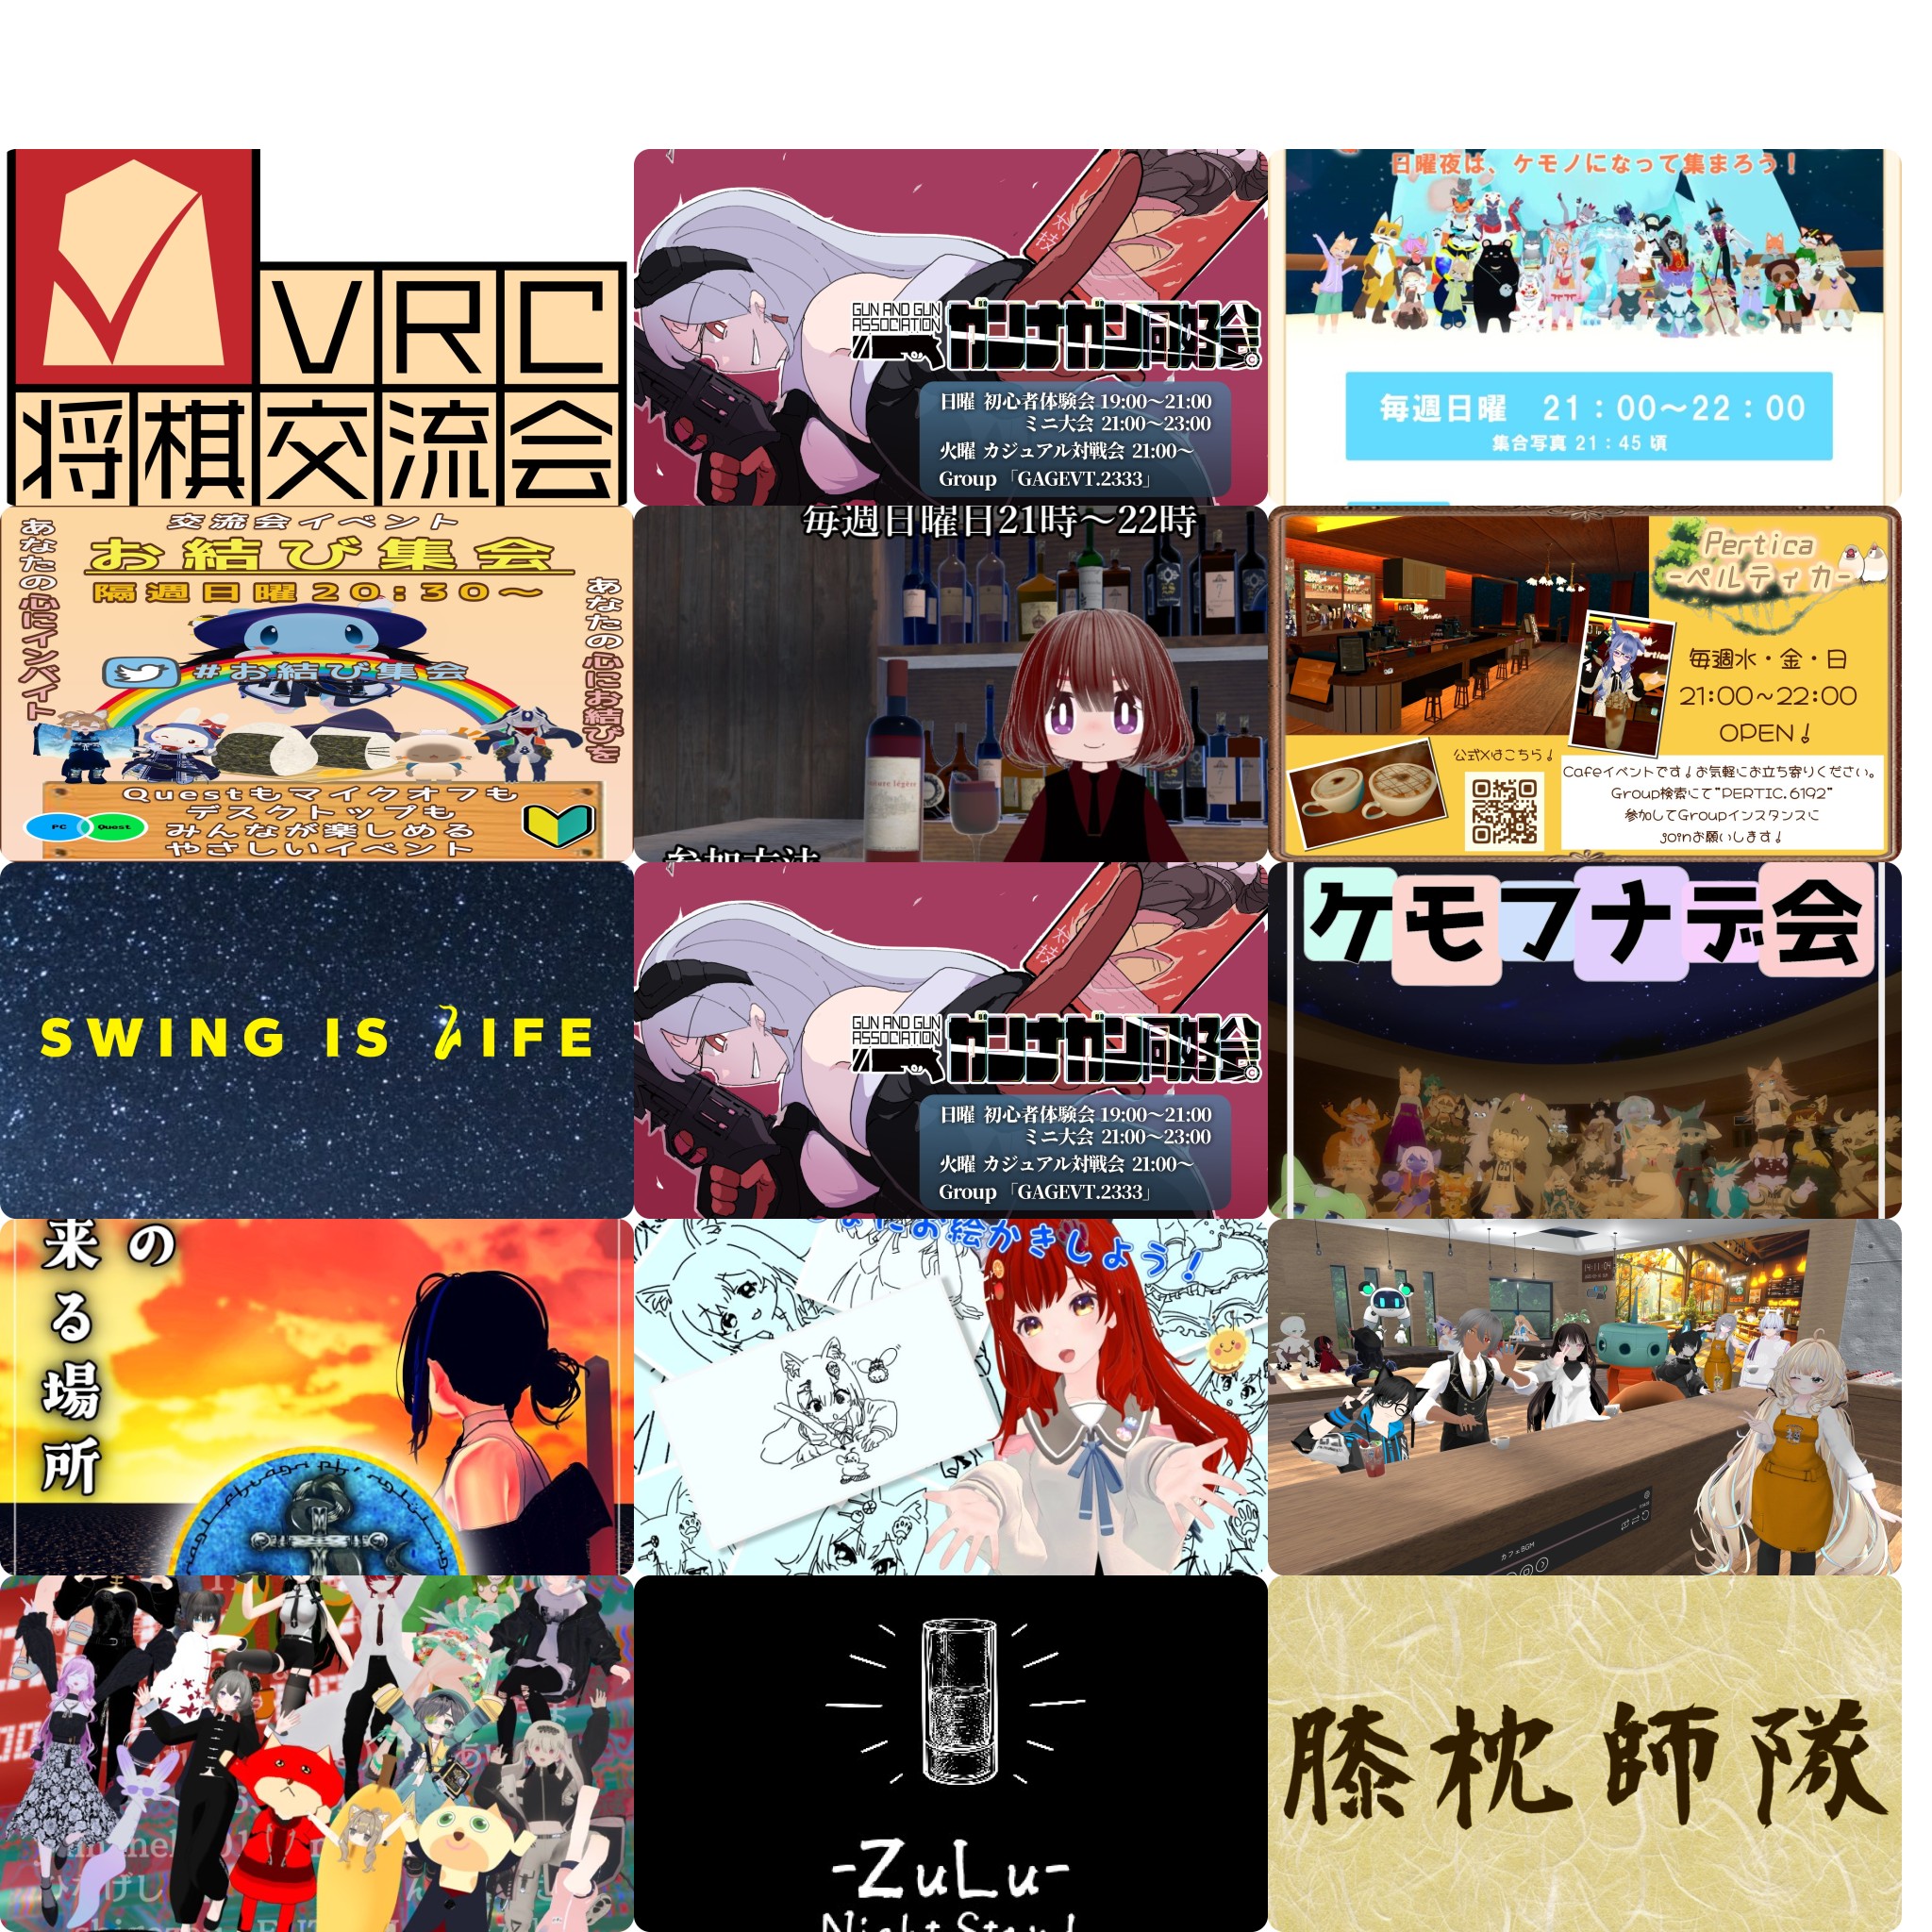 VRC
将棋交流会
GUN AND GUN
ASSOCIATION
ガンナガン同好会
日曜 初心者体験会 19:00〜21:00
ミニ大会 21:00〜23:00
火曜 カジュアル対戦会 21:00〜
Group 「GAGEVT.2333」
日曜夜は、ケモノになって集まろう！
毎週日曜 21：00〜22：00
集合写真 21：45 頃
交流会イベント
お結び集会
隔週日曜20:30〜
あなたの心にインバイト
あなたの心にお結びを
#お結び集会
Questもマイクオフも
デスクトップも
みんなが楽しめる
やさしいイベント
PC
Quest
毎週日曜日21時〜22時
参加方法
Pertica
-ペルティカ-
毎週水・金・日
21:00~22:00
OPEN！
公式Xはこちら！
Cafeイベントです！お気軽にお立ち寄りください。
Group検索にて"PERTIC.6192"
参加してGroupインスタンスに
joinお願いします！
SWING IS LIFE
GUN AND GUN
ASSOCIATION
ガンナガン同好会
日曜 初心者体験会 19:00〜21:00
ミニ大会 21:00〜23:00
火曜 カジュアル対戦会 21:00〜
Group 「GAGEVT.2333」
ケモフナデ会
の
来る場所
お絵かきしよう！
カフェBGM
-ZuLu-
膝枕師隊